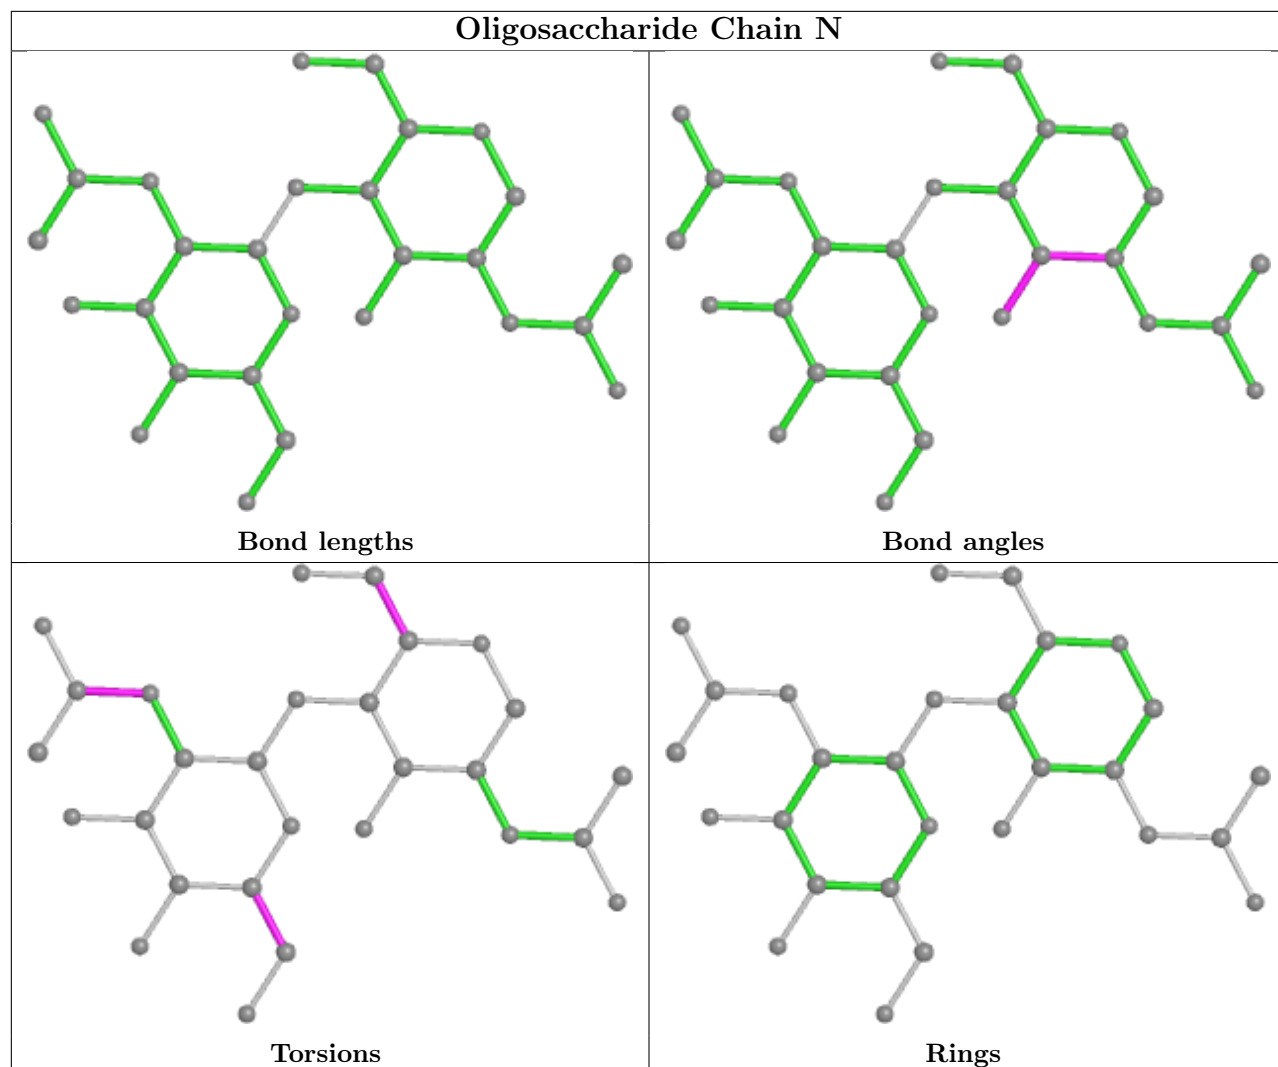 Oligosaccharide Chain N
Bond lengths
Bond angles
Torsions
Rings